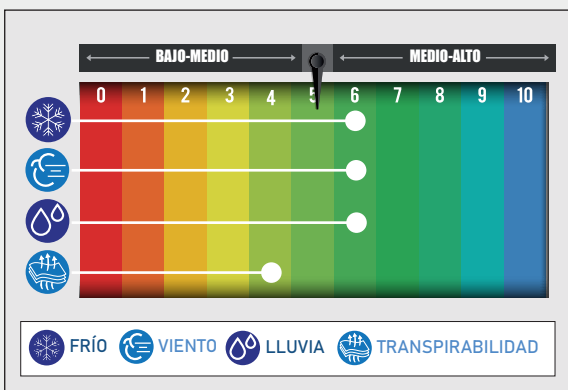 BAJO-MEDIO MEDIO-ALTO
0 1 2 3 4 5 6 7 8 9 10
FRÍO VIENTO LLUVIA TRANSPIRABILIDAD